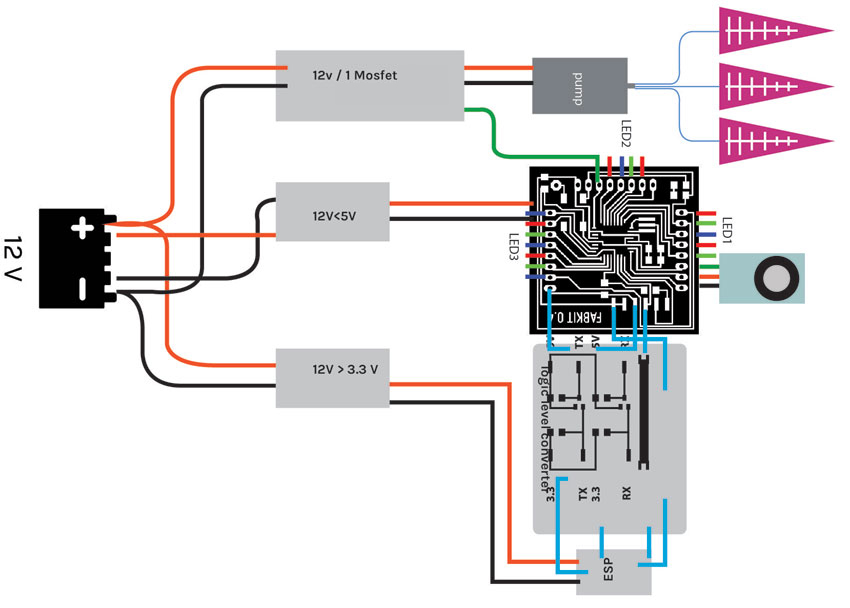 12v / 1 Mosfet
pump
LED2
12V<5V
+
-
12 V
LED3
LED1
FABKIT 0.4
TX
5V
logic level converter
12V > 3.3 V
3.3
TX
3.3
RX
ESP